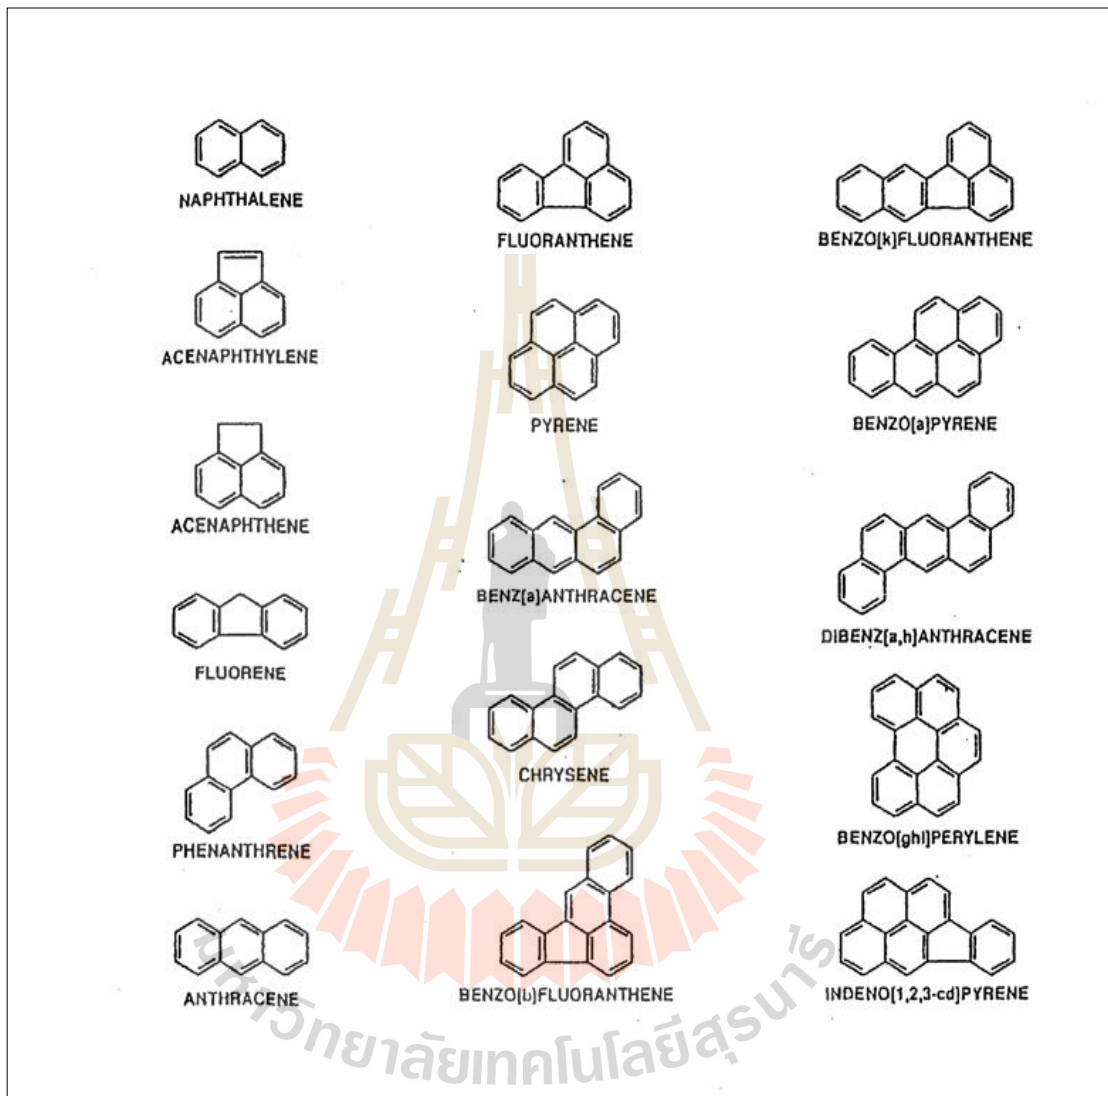 NAPHTHALENE
ACENAPHTHYLENE
ACENAPHTHENE
FLUORENE
PHENANTHRENE
ANTHRACENE
FLUORANTHENE
PYRENE
BENZ[a]ANTHRACENE
CHRYSENE
BENZO[b]FLUORANTHENE
BENZO[k]FLUORANTHENE
BENZO[a]PYRENE
DIBENZ[a,h]ANTHRACENE
BENZO[ghi]PERYLENE
INDENO[1,2,3-cd]PYRENE
มหาวิทยาลัยเทคโนโลยีสุรนารี